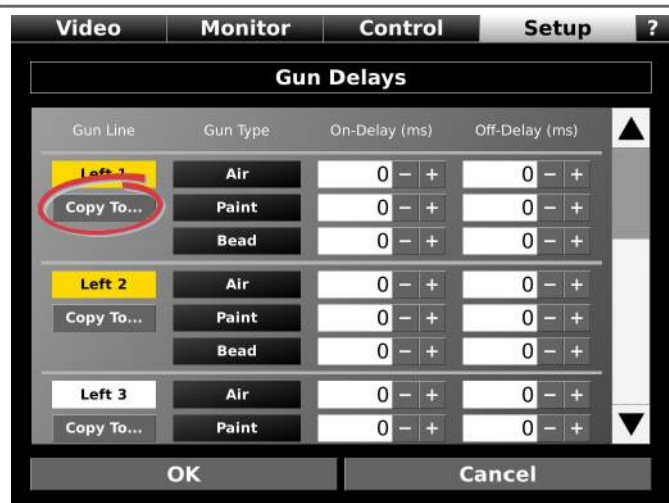 Video Monitor Control Setup ?
Gun Delays
Gun Line Gun Type On-Delay (ms) Off-Delay (ms)
Left 1 Air 0 - + 0 - +
Copy To... Paint 0 - + 0 - +
Bead 0 - + 0 - +
Left 2 Air 0 - + 0 - +
Copy To... Paint 0 - + 0 - +
Bead 0 - + 0 - +
Left 3 Air 0 - + 0 - +
Copy To... Paint 0 - + 0 - +
OK Cancel